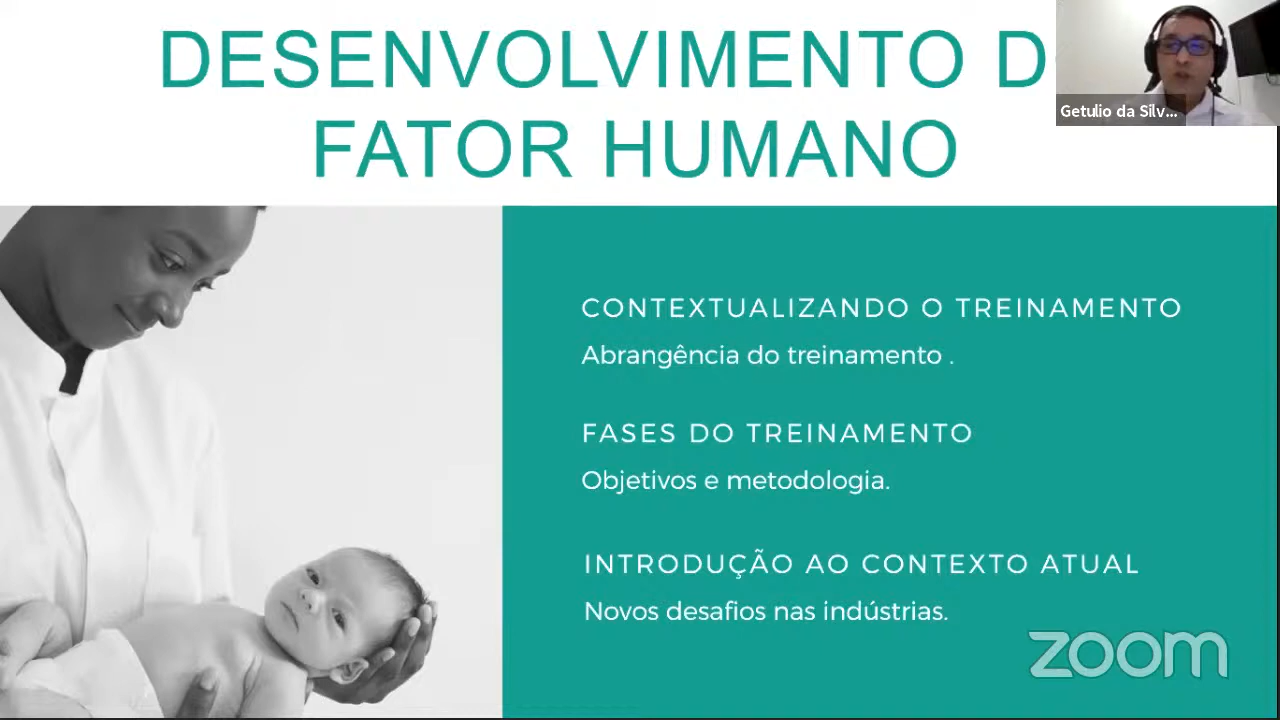 DESENVOLVIMENTO D
FATOR HUMANO
Getulio da Silv...
CONTEXTUALIZANDO O TREINAMENTO
Abrangência do treinamento .
FASES DO TREINAMENTO
Objetivos e metodologia.
INTRODUÇÃO AO CONTEXTO ATUAL
Novos desafios nas indústrias.
zoom